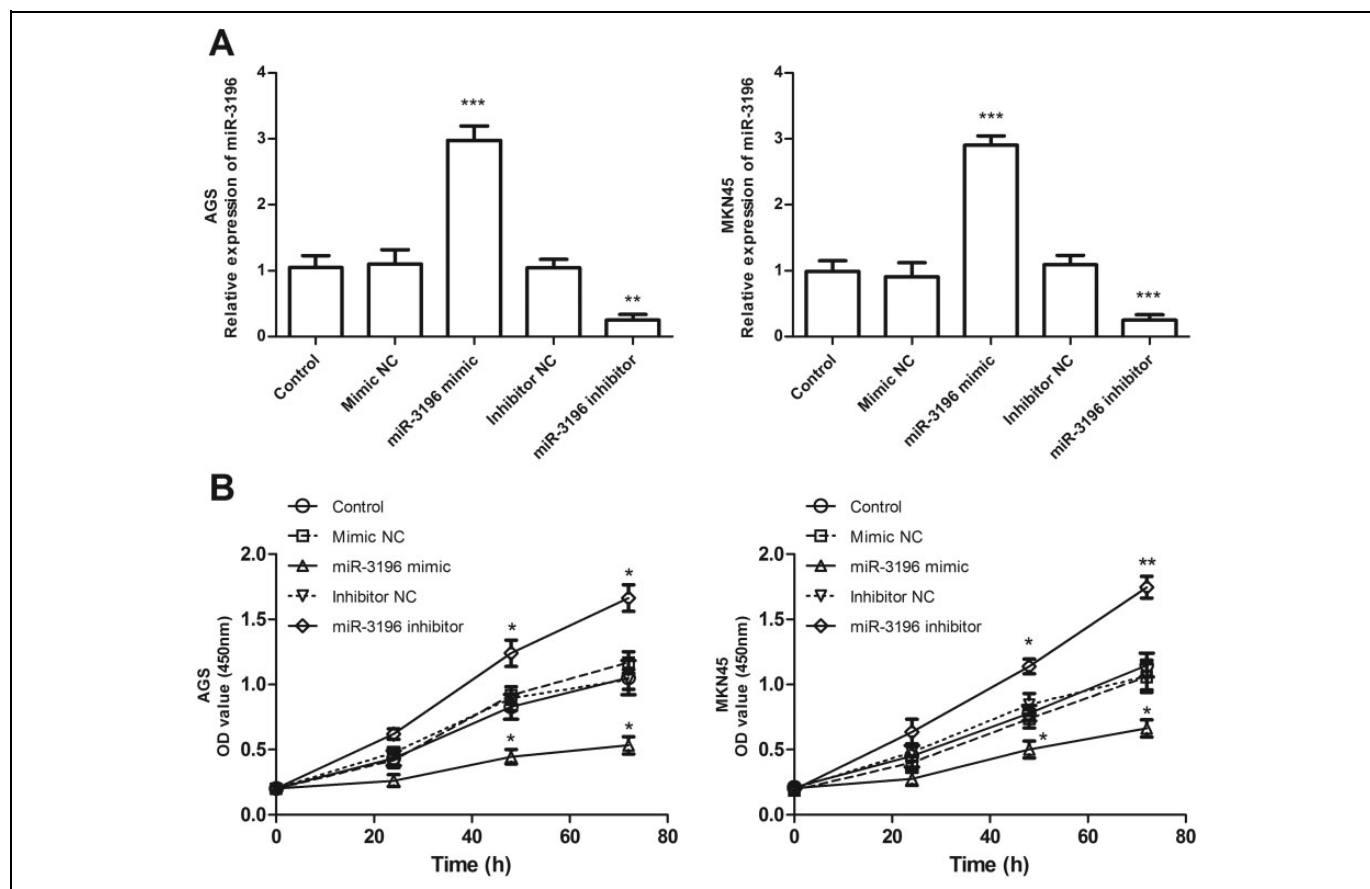 A
AGS
Relative expression of miR-3196
4
3
2
1
0
***
**
Control
Mimic NC
miR-3196 mimic
Inhibitor NC
miR-3196 inhibitor
MKN45
Relative expression of miR-3196
4
3
2
1
0
***
***
Control
Mimic NC
miR-3196 mimic
Inhibitor NC
miR-3196 inhibitor
B
Control
Mimic NC
miR-3196 mimic
Inhibitor NC
miR-3196 inhibitor
AGS
OD value (450nm)
2.0
1.5
1.0
0.5
0.0
*
*
*
*
0 20 40 60 80
Time (h)
Control
Mimic NC
miR-3196 mimic
Inhibitor NC
miR-3196 inhibitor
MKN45
OD value (450nm)
2.0
1.5
1.0
0.5
0.0
**
*
*
*
0 20 40 60 80
Time (h)